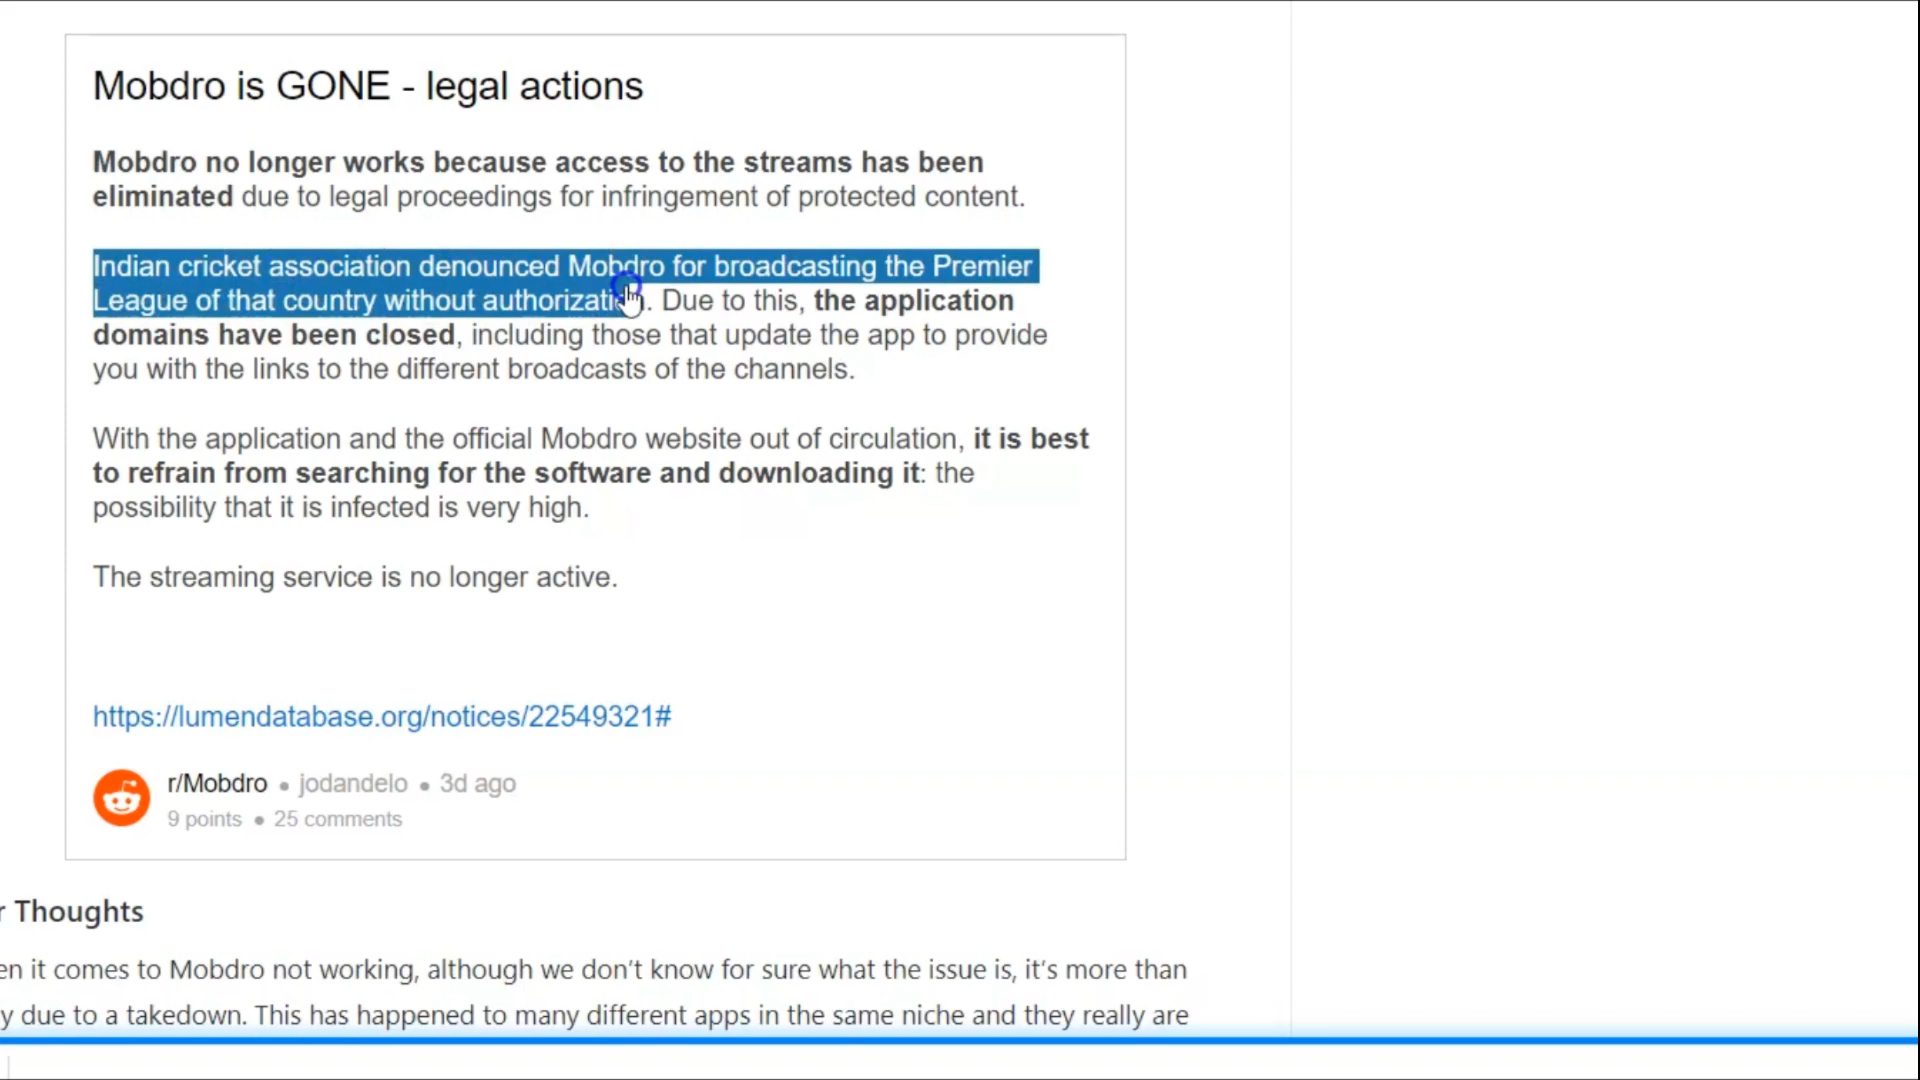 Mobdro is GONE - legal actions
Mobdro no longer works because access to the streams has been
eliminated due to legal proceedings for infringement of protected content.
Indian cricket association denounced Mobdro for broadcasting the Premier
League of that country without authorization. Due to this, the application
domains have been closed, including those that update the app to provide
you with the links to the different broadcasts of the channels.
With the application and the official Mobdro website out of circulation, it is best
to refrain from searching for the software and downloading it: the
possibility that it is infected is very high.
The streaming service is no longer active.
https://lumendatabase.org/notices/22549321#
r/Mobdro • jodandelo • 3d ago
9 points • 25 comments
r Thoughts
en it comes to Mobdro not working, although we don't know for sure what the issue is, it's more than
y due to a takedown. This has happened to many different apps in the same niche and they really are